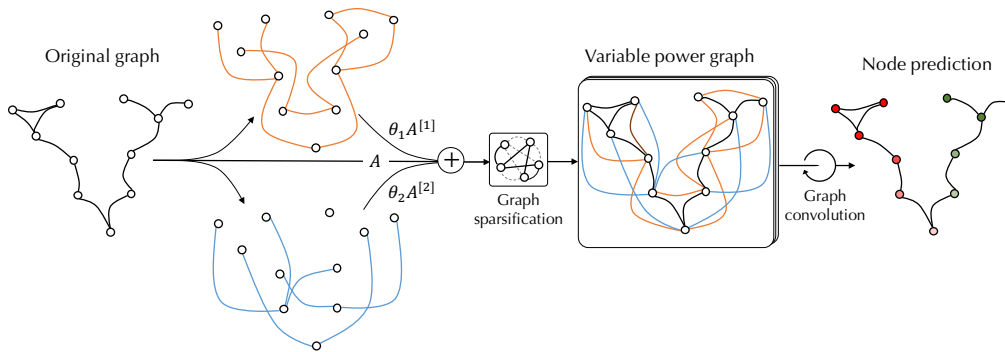 Original graph
θ₁A^[1]
A
θ₂A^[2]
Graph
sparsification
Variable power graph
Graph
convolution
Node prediction